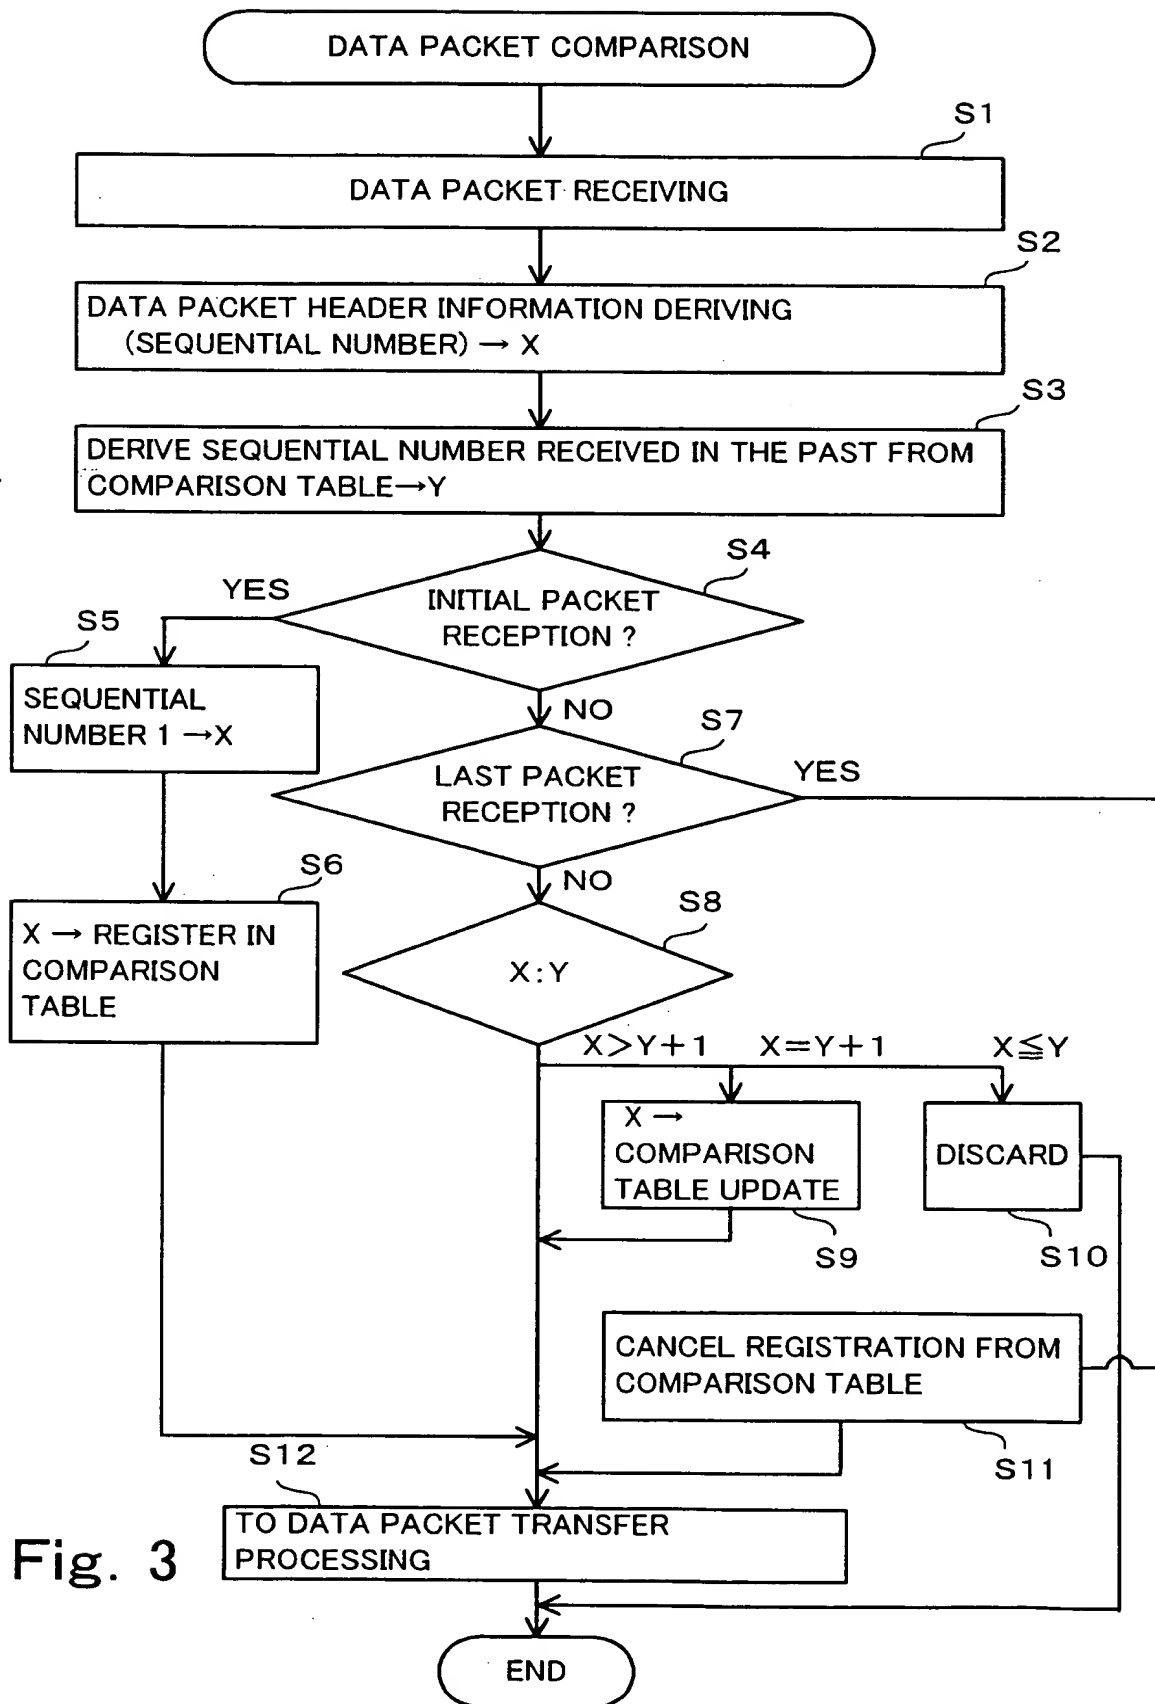 DATA PACKET COMPARISON
S1
DATA PACKET RECEIVING
S2
DATA PACKET HEADER INFORMATION DERIVING
(SEQUENTIAL NUMBER) → X
S3
DERIVE SEQUENTIAL NUMBER RECEIVED IN THE PAST FROM
COMPARISON TABLE→Y
S4
YES
INITIAL PACKET
RECEPTION ?
S5
SEQUENTIAL
NUMBER 1 →X
NO
S7
LAST PACKET
RECEPTION ?
YES
S6
X → REGISTER IN
COMPARISON
TABLE
NO
S8
X:Y
X>Y+1
X=Y+1
X≦Y
X →
COMPARISON
TABLE UPDATE
DISCARD
S9
S10
CANCEL REGISTRATION FROM
COMPARISON TABLE
S11
S12
TO DATA PACKET TRANSFER
PROCESSING
Fig. 3
END